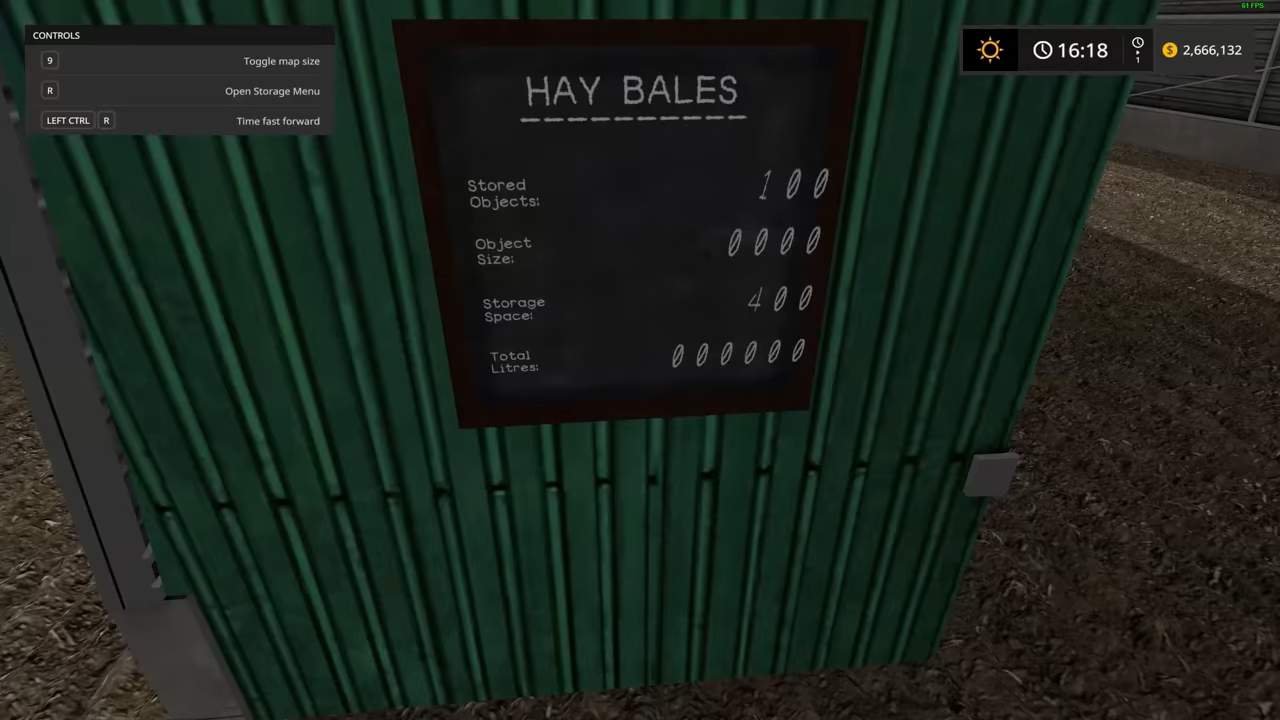 61 FPS
CONTROLS
9 Toggle map size
R Open Storage Menu
LEFT CTRL R Time fast forward
16:18
1
2,666,132
HAY BALES
Stored
Objects: 100
Object
Size: 0000
Storage
Space: 400
Total
Litres: 000000